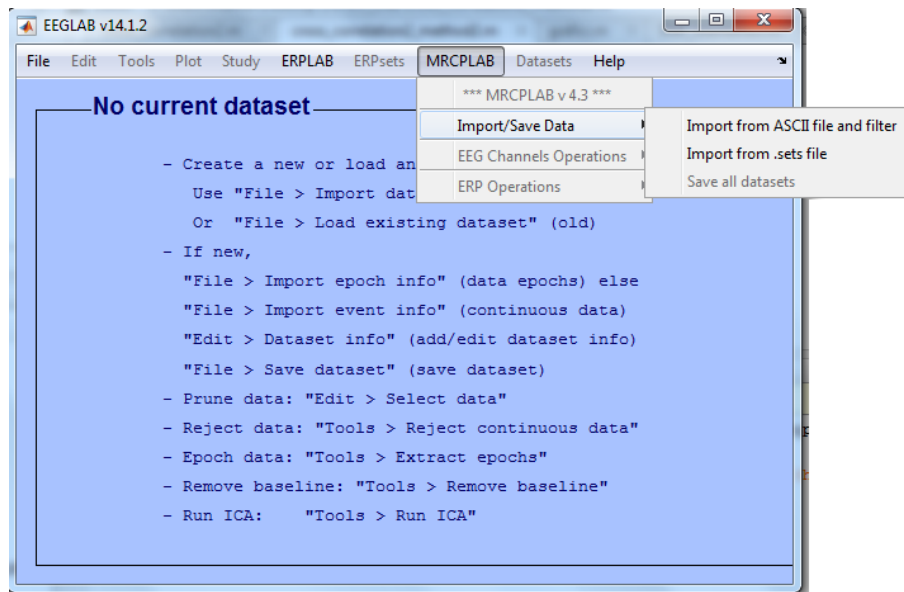 EEGLAB v14.1.2
File Edit Tools Plot Study ERPLAB ERPsets MRCPLAB Datasets Help
*** MRCPLAB v 4.3 ***
Import/Save Data
EEG Channels Operations
ERP Operations
Import from ASCII file and filter
Import from .sets file
Save all datasets
No current dataset
- Create a new or load an
Use "File > Import dat
Or "File > Load existing dataset" (old)
- If new,
"File > Import epoch info" (data epochs) else
"File > Import event info" (continuous data)
"Edit > Dataset info" (add/edit dataset info)
"File > Save dataset" (save dataset)
- Prune data: "Edit > Select data"
- Reject data: "Tools > Reject continuous data"
- Epoch data: "Tools > Extract epochs"
- Remove baseline: "Tools > Remove baseline"
- Run ICA: "Tools > Run ICA"